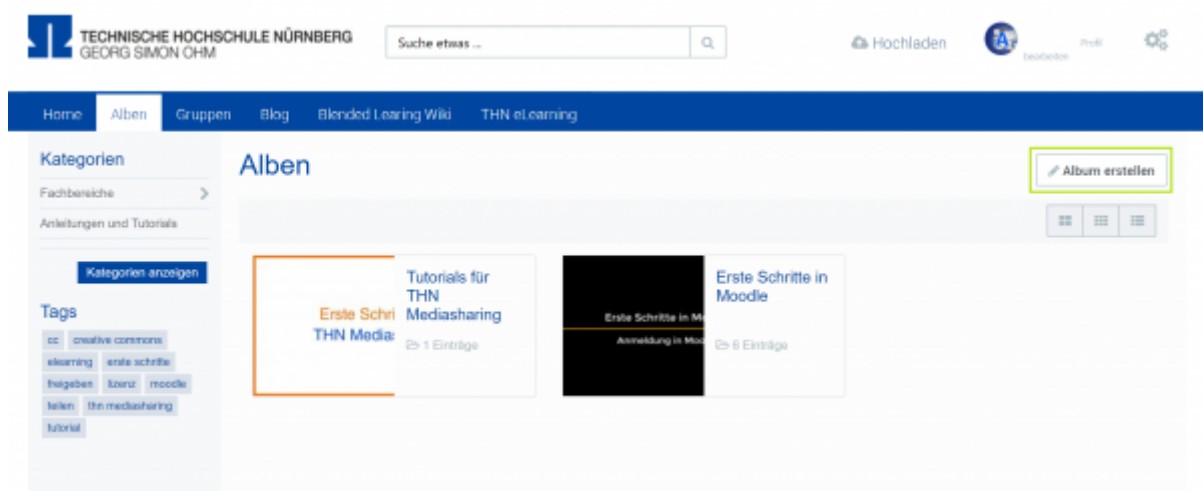 TECHNISCHE HOCHSCHULE NÜRNBERG
GEORG SIMON OHM
Suche etwas ...
Hochladen
Profil
bearbeiten
Home Alben Gruppen Blog Blended Learing Wiki THN eLearning
Kategorien
Fachbereiche
Anleitungen und Tutorials
Kategorien anzeigen
Tags
cc creative commons
elearning erste schritte
freigeben lizenz moodle
teilen thn mediasharing
tutorial
Alben
Album erstellen
Erste Schri
THN Media
Tutorials für
THN
Mediasharing
1 Einträge
Erste Schritte in M
Anmeldung in Moo
Erste Schritte in
Moodle
6 Einträge